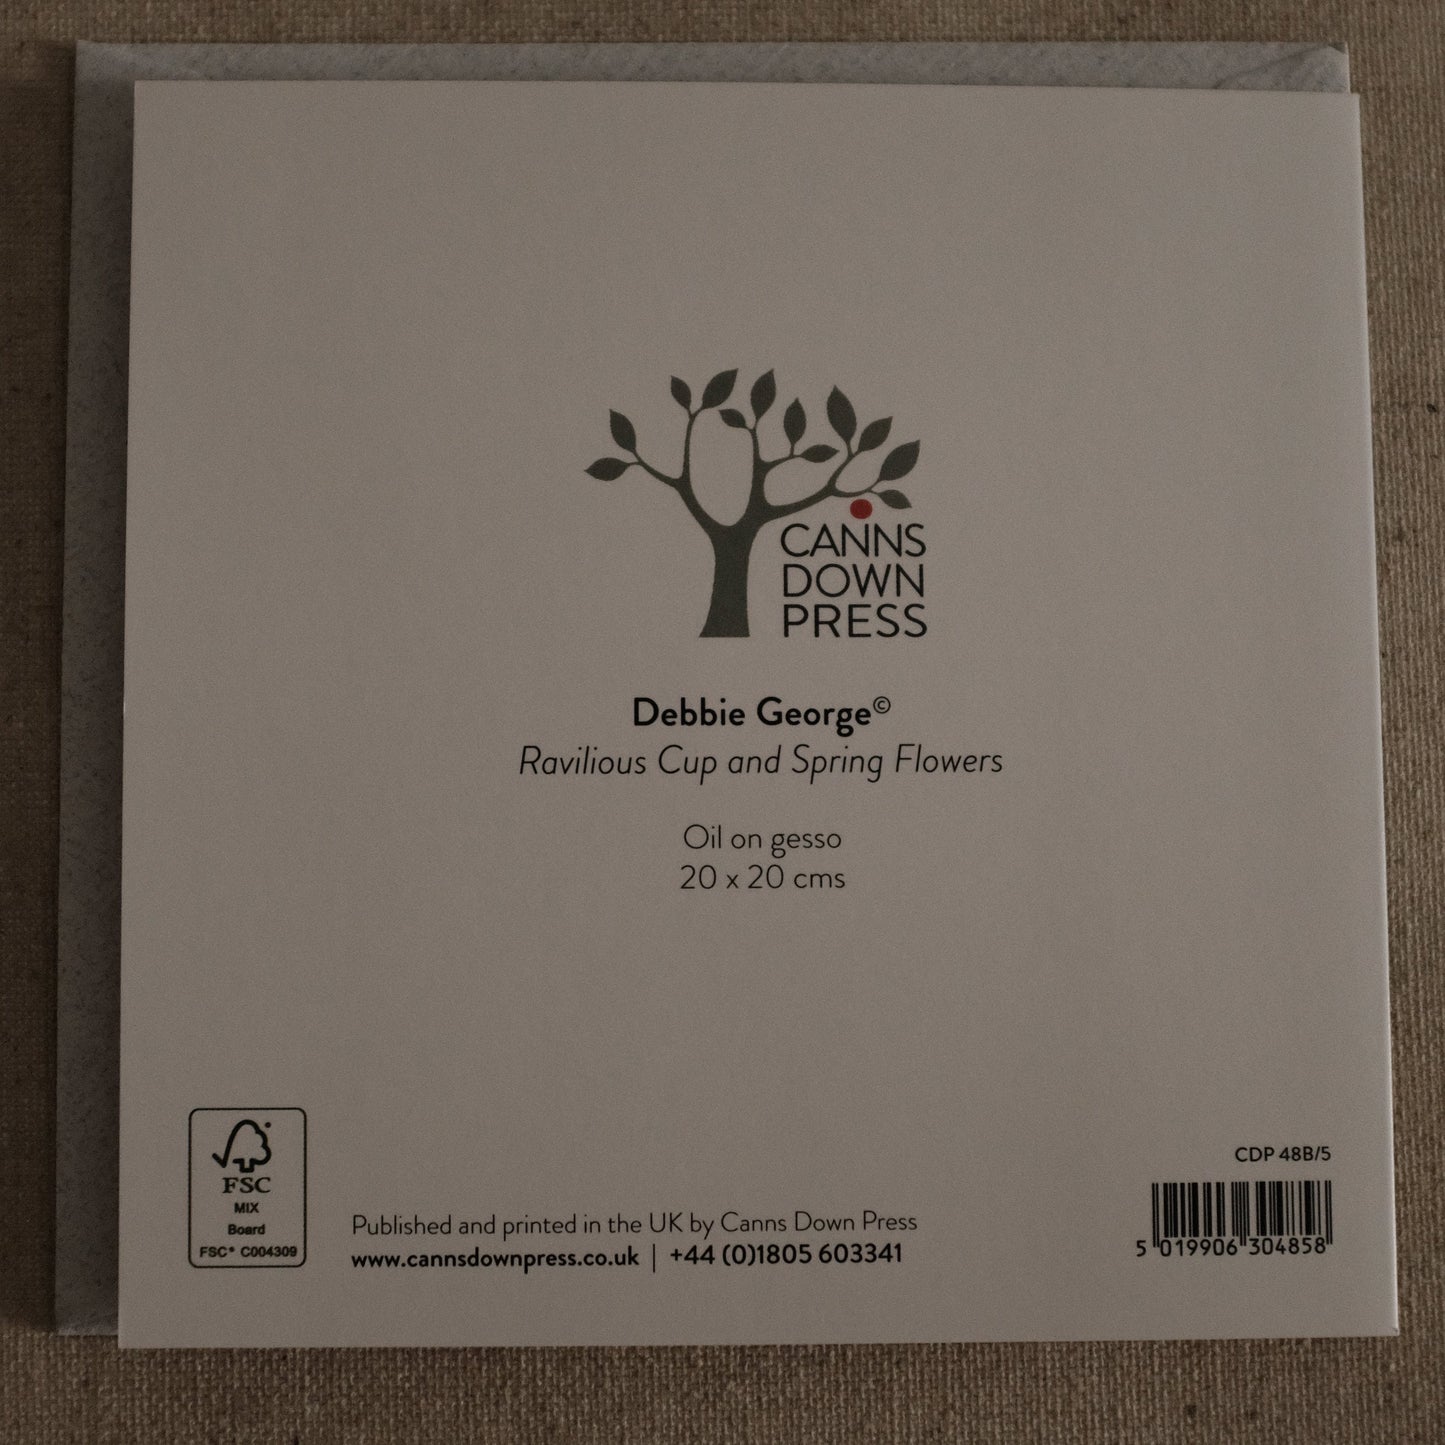 CANNS
DOWN
PRESS
Debbie George©
Ravilious Cup and Spring Flowers
Oil on gesso
20 x 20 cms
FSC
MIX
Board
FSC® C004309
Published and printed in the UK by Canns Down Press
www.cannsdownpress.co.uk | +44 (0)1805 603341
CDP 48B/5
5 019906 304858